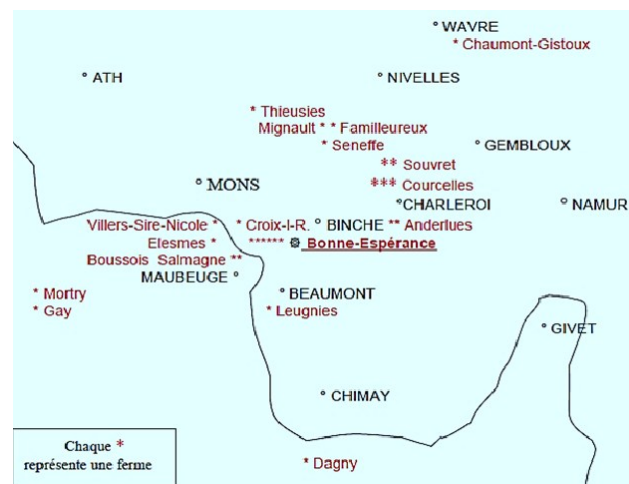 ° WAVRE
* Chaumont-Gistoux
° ATH
° NIVELLES
* Thieusies
Mignault * * Familleureux
* Seneffe
° GEMBLOUX
** Souvret
° MONS
*** Courcelles
° CHARLEROI
° NAMUR
Villers-Sire-Nicole *
* Croix-l-R. ° BINCHE ** Anderlues
Elesmes *
****** Bonne-Espérance
Boussois Salmagne **
MAUBEUGE °
* Mortry
° BEAUMONT
* Gay
* Leugnies
° GIVET
° CHIMAY
Chaque *
représente une ferme
* Dagny